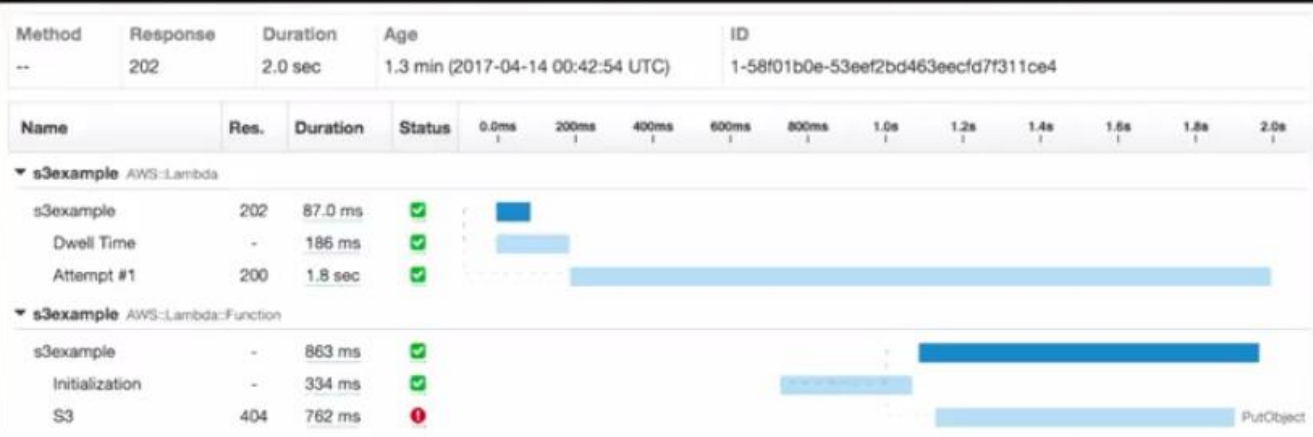 Method Response Duration Age ID
-- 202 2.0 sec 1.3 min (2017-04-14 00:42:54 UTC) 1-58f01b0e-53eef2bd463eecfd7f311ce4
Name Res. Duration Status 0.0ms 200ms 400ms 600ms 800ms 1.0s 1.2s 1.4s 1.6s 1.8s 2.0s
s3example AWS::Lambda
s3example 202 87.0 ms
Dwell Time - 186 ms
Attempt #1 200 1.8 sec
s3example AWS::Lambda::Function
s3example - 863 ms
Initialization - 334 ms
S3 404 762 ms PutObject